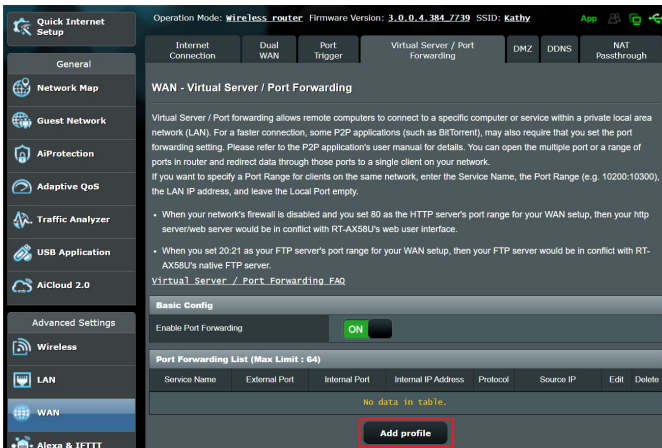 Quick Internet
Setup
Operation Mode: Wireless router Firmware Version: 3.0.0.4.384_7739 SSID: Kathy
App
Internet
Connection
Dual
WAN
Port
Trigger
Virtual Server / Port
Forwarding
DMZ
DDNS
NAT
Passthrough
General
Network Map
Guest Network
AiProtection
Adaptive QoS
Traffic Analyzer
USB Application
AiCloud 2.0
Advanced Settings
Wireless
LAN
WAN
Alexa & IFTTT
WAN - Virtual Server / Port Forwarding
Virtual Server / Port forwarding allows remote computers to connect to a specific computer or service within a private local area
network (LAN). For a faster connection, some P2P applications (such as BitTorrent), may also require that you set the port
forwarding setting. Please refer to the P2P application's user manual for details. You can open the multiple port or a range of
ports in router and redirect data through those ports to a single client on your network.
If you want to specify a Port Range for clients on the same network, enter the Service Name, the Port Range (e.g. 10200:10300),
the LAN IP address, and leave the Local Port empty.
• When your network's firewall is disabled and you set 80 as the HTTP server's port range for your WAN setup, then your http
server/web server would be in conflict with RT-AX58U's web user interface.
• When you set 20:21 as your FTP server's port range for your WAN setup, then your FTP server would be in conflict with RT-
AX58U's native FTP server.
Virtual Server / Port Forwarding FAQ
Basic Config
Enable Port Forwarding
ON
Port Forwarding List (Max Limit : 64)
Service Name External Port Internal Port Internal IP Address Protocol Source IP Edit Delete
No data in table.
Add profile